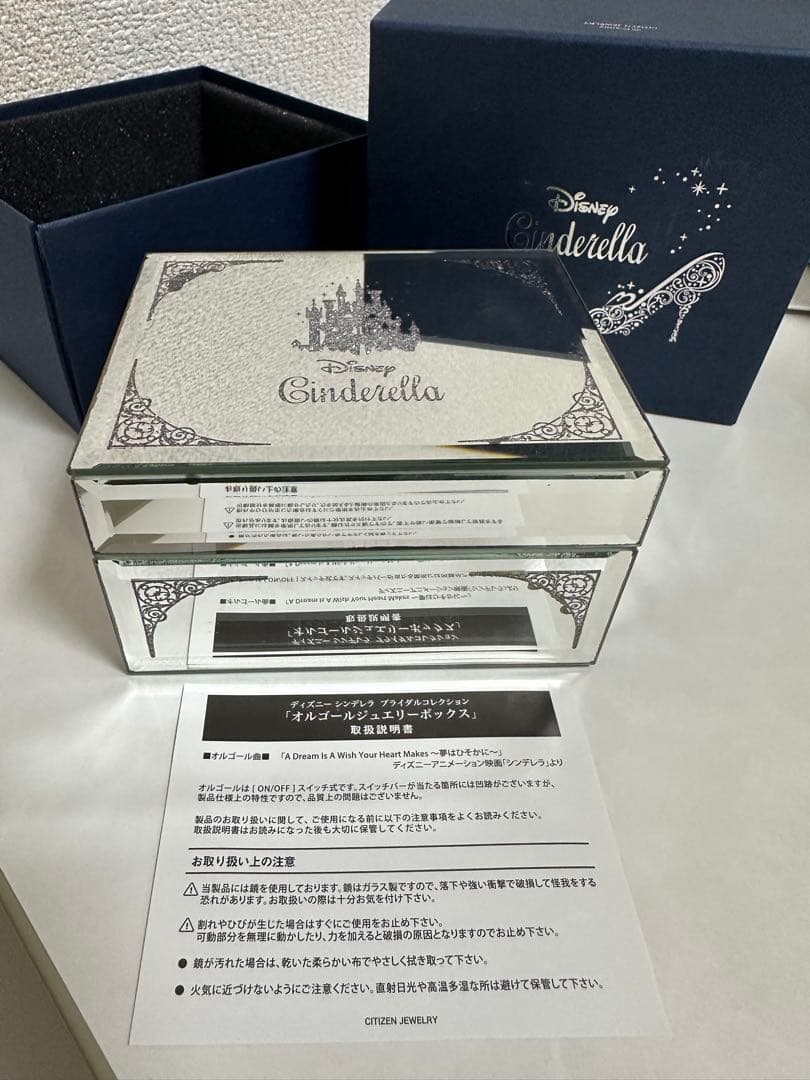 CITIZEN JEWELRY
Disney
Cinderella
Disney
Cinderella
ディズニー シンデレラ ブライダルコレクション
「オルゴールジュエリーボックス」
取扱説明書
■オルゴール曲■ 「A Dream Is A Wish Your Heart Makes 〜夢はひそかに〜」
ディズニーアニメーション映画「シンデレラ」より
オルゴールは [ ON/OFF ] スイッチ式です。スイッチバーが当たる箇所には凹跡がございますが、
製品仕様上の特性ですので、品質上の問題はございません。
製品のお取り扱いに関して、ご使用になる前に以下の注意事項をよくお読みください。
取扱説明書はお読みになった後も大切に保管してください。
お取り扱い上の注意
⚠ 当製品には鏡を使用しております。鏡はガラス製ですので、落下や強い衝撃で破損して怪我をする
恐れがあります。お取扱いの際は十分お気を付け下さい。
⚠ 割れやひびが生じた場合はすぐにご使用をお止め下さい。
可動部分を無理に動かしたり、力を加えると破損の原因となりますのでお止め下さい。
● 鏡が汚れた場合は、乾いた柔らかい布でやさしく拭き取って下さい。
● 火気に近づけないようにご注意ください。直射日光や高温多湿な所は避けて保管して下さい。
CITIZEN JEWELRY